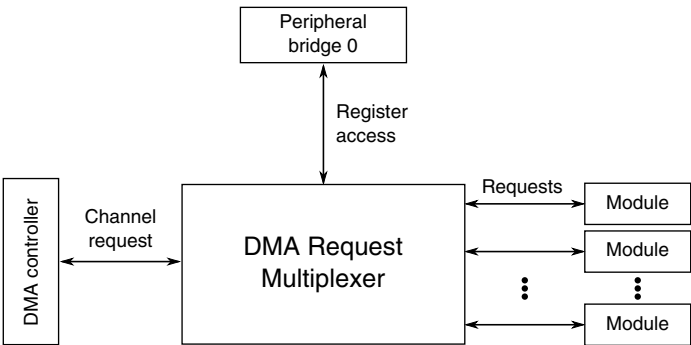 Peripheral
bridge 0
Register
access
Requests
Module
DMA controller
Channel
request
DMA Request
Multiplexer
Module
Module